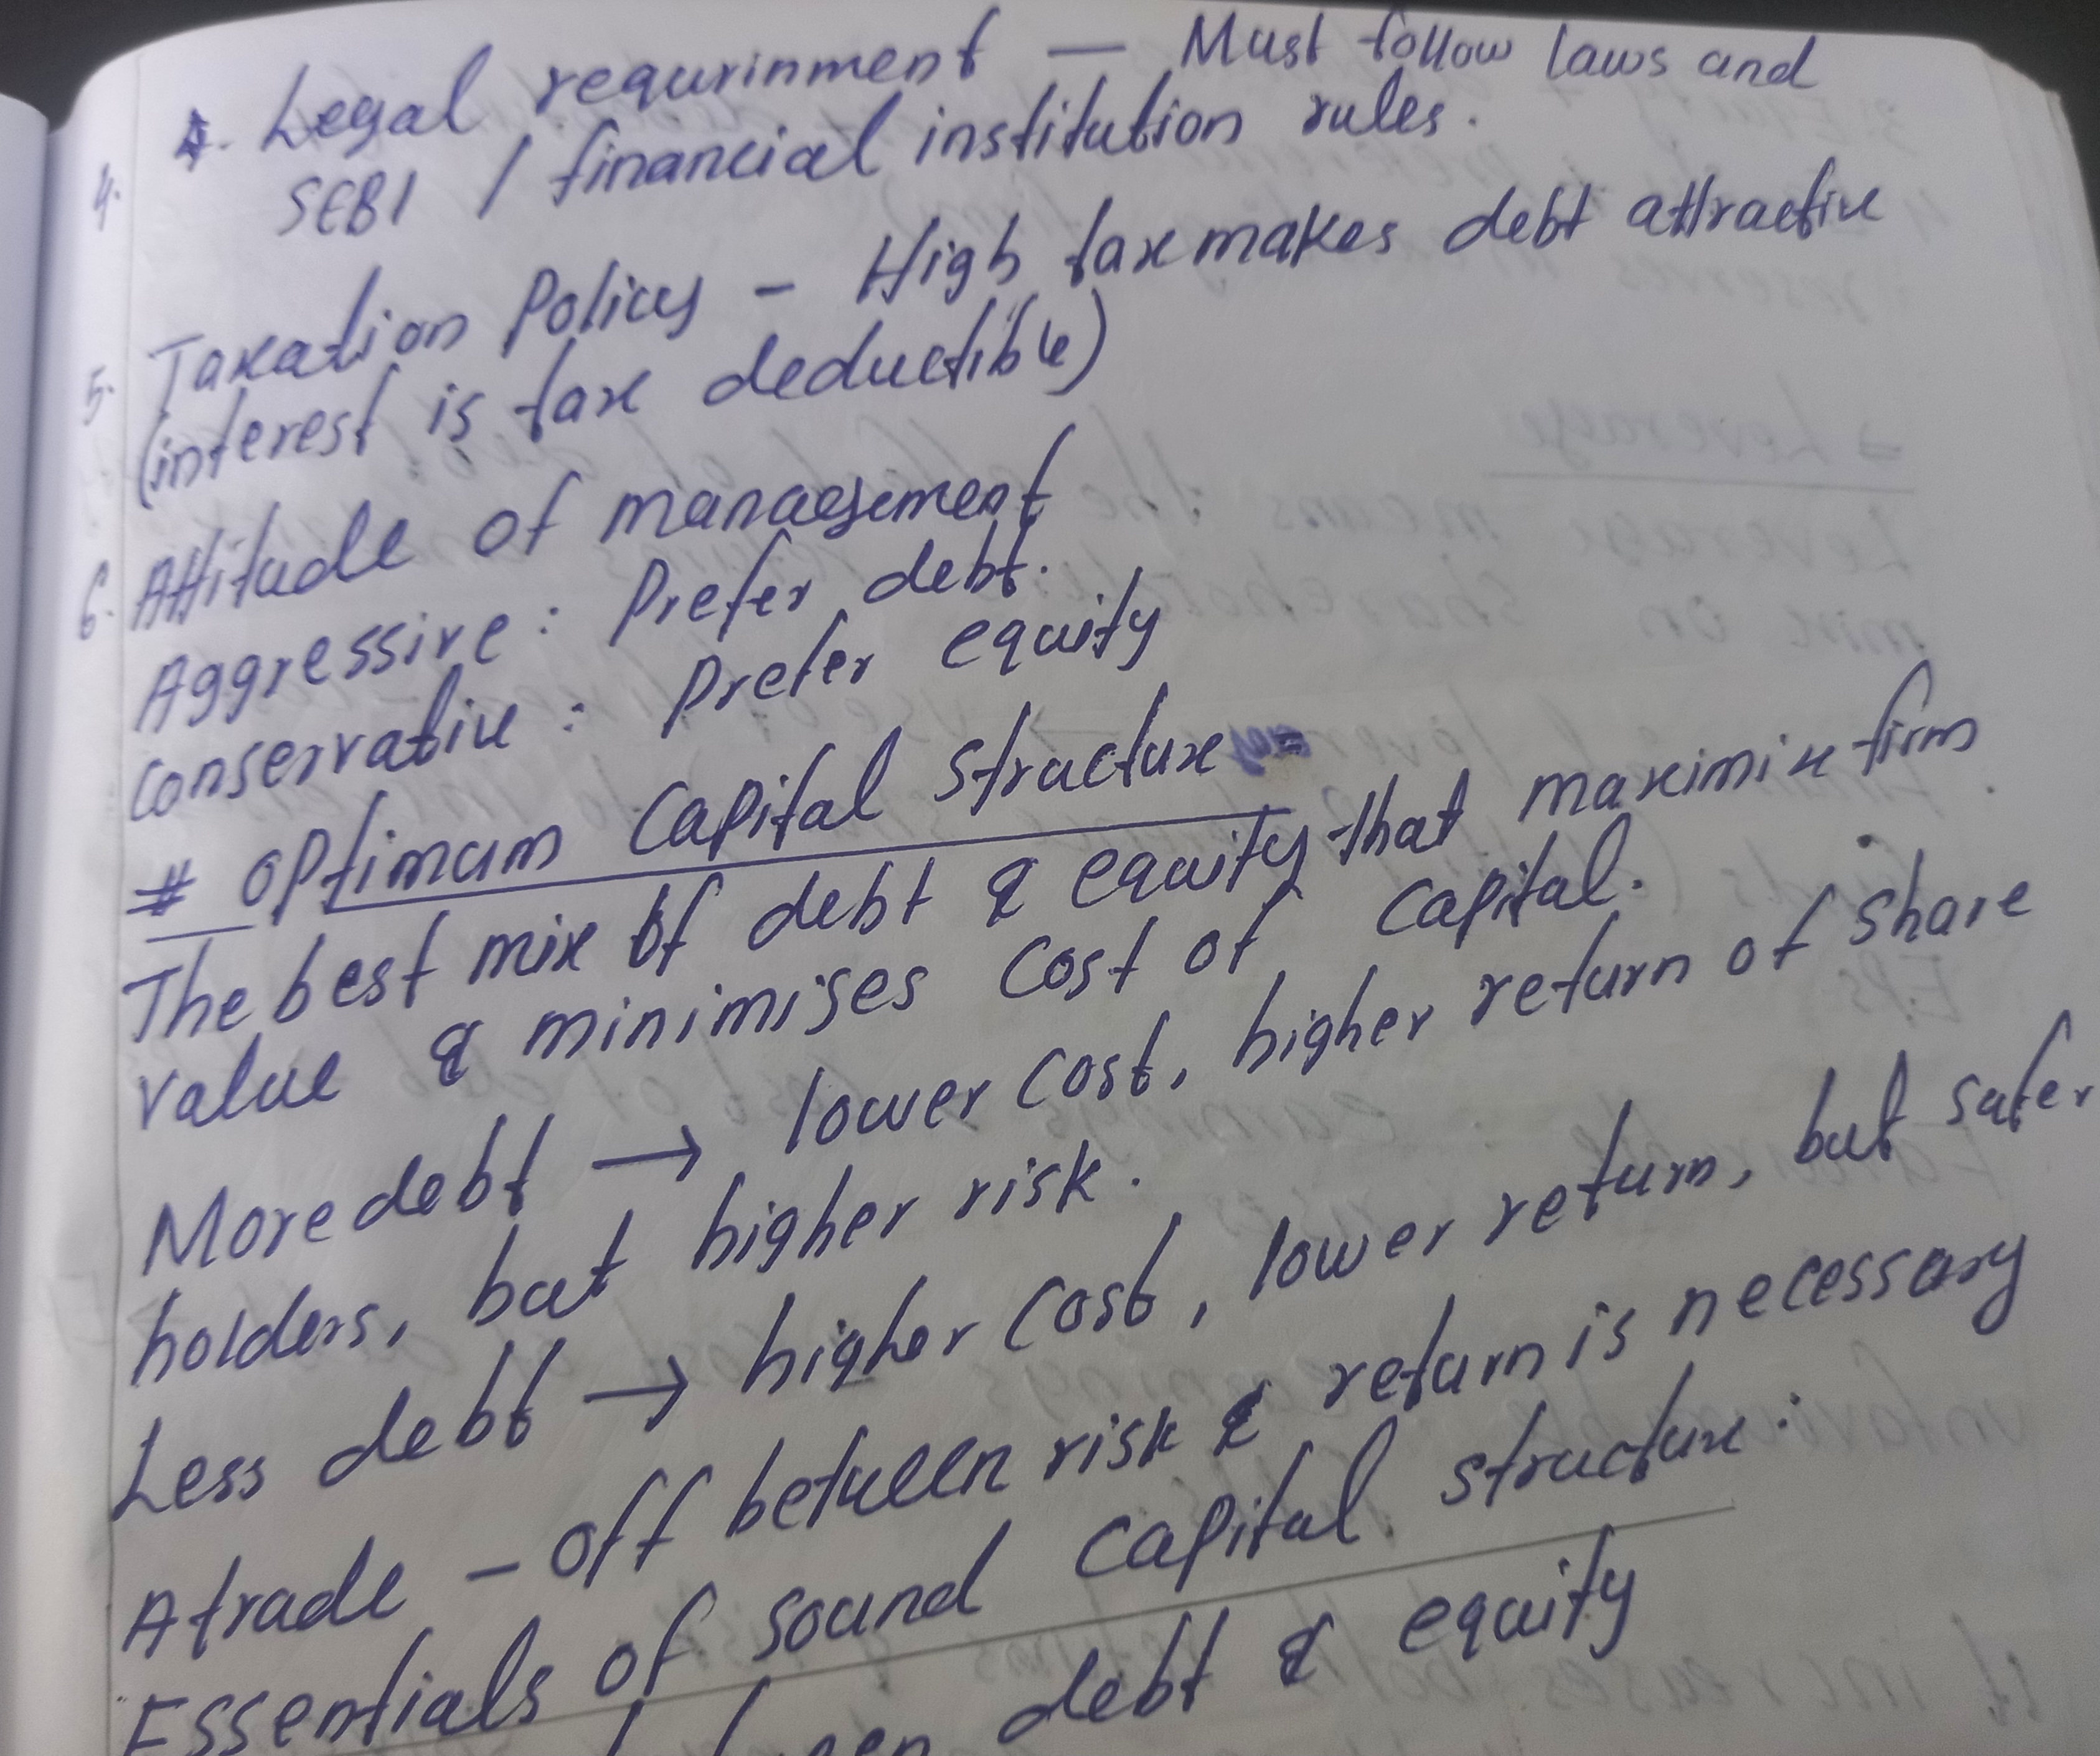 4. Legal requrinment — Must follow laws and
SEBI / financial institution rules.
5. Taxation Policy - High tax makes debt attractive
(interest is tax deductible)
6. Attitude of management
Aggressive : Prefer debt.
Conservative : Prefer equity
# Optimum Capital Structure -
The best mix of debt & equity that maximize firm
value & minimises cost of capital.
More debt → lower cost, higher return of share
holders, but higher risk.
Less debt → higher cost, lower return, but safer
A trade - off between risk & return is necessary
Essentials of sound capital structure.
debt & equity